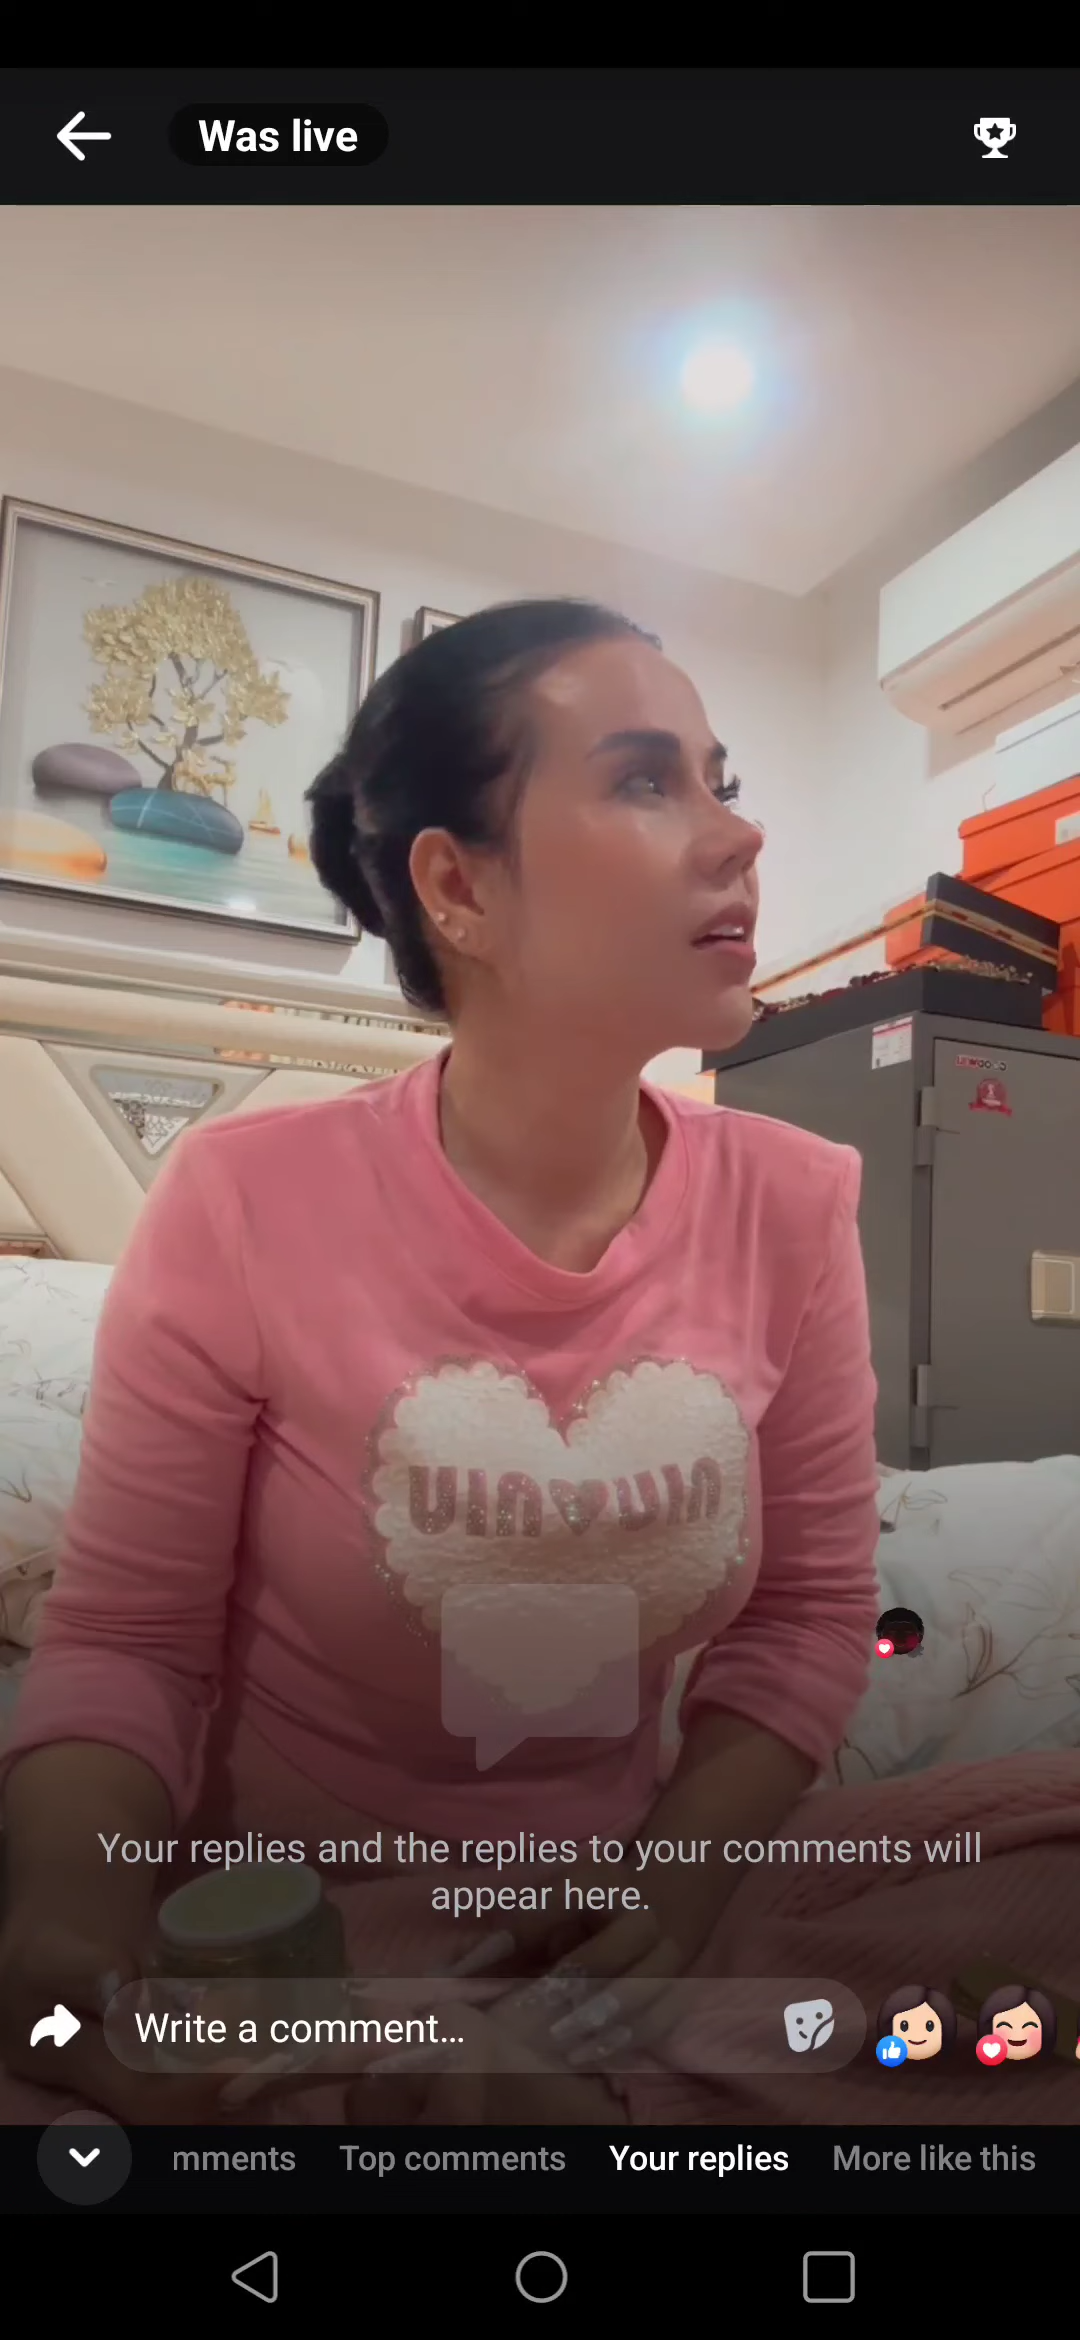 Was live
Your replies and the replies to your comments will
appear here.
Write a comment...
mments
Top comments
Your replies
More like this